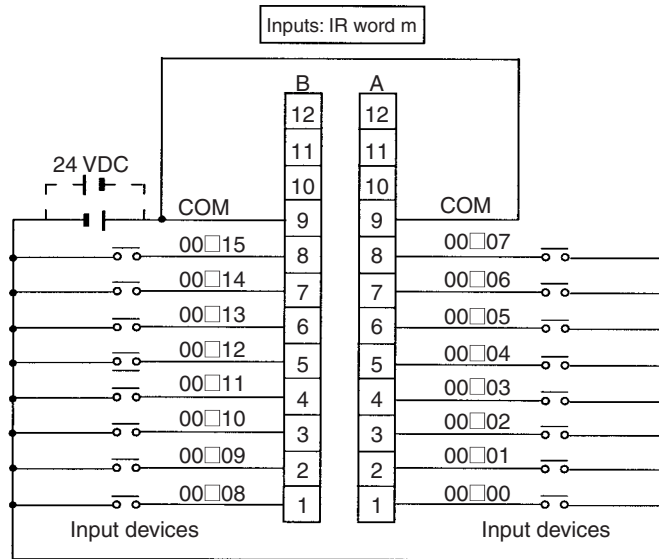 Inputs: IR word m
B A
12 12
11 11
24 VDC
10 10
COM 9 9 COM
00□15 8 8 00□07
00□14 7 7 00□06
00□13 6 6 00□05
00□12 5 5 00□04
00□11 4 4 00□03
00□10 3 3 00□02
00□09 2 2 00□01
00□08 1 1 00□00
Input devices Input devices